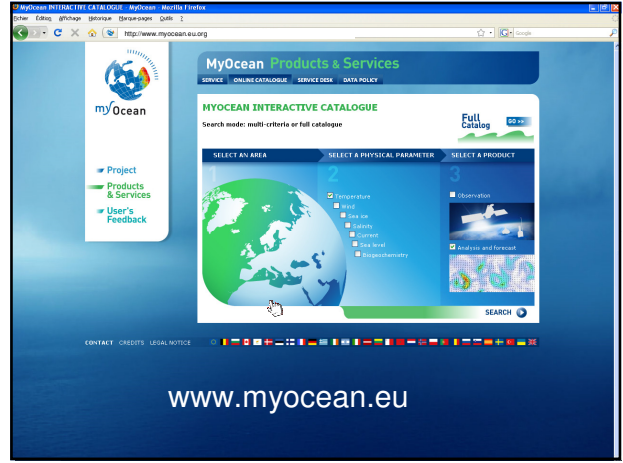 MyOcean INTERACTIVE CATALOGUE - MyOcean - Mozilla Firefox
Fichier Édition Affichage Historique Marque-pages Outils ?
http://www.myocean.eu.org
Google
my Ocean
Project
Products
& Services
User's
Feedback
MyOcean Products & Services
SERVICE ONLINE CATALOGUE SERVICE DESK DATA POLICY
MYOCEAN INTERACTIVE CATALOGUE
Search mode: multi-criteria or full catalogue
Full
Catalog
GO >>
SELECT AN AREA SELECT A PHYSICAL PARAMETER SELECT A PRODUCT
1 2 3
Temperature
Wind
Sea ice
Salinity
Current
Sea level
Biogeochemistry
Observation
Analysis and forecast
SEARCH
CONTACT CREDITS LEGAL NOTICE
www.myocean.eu